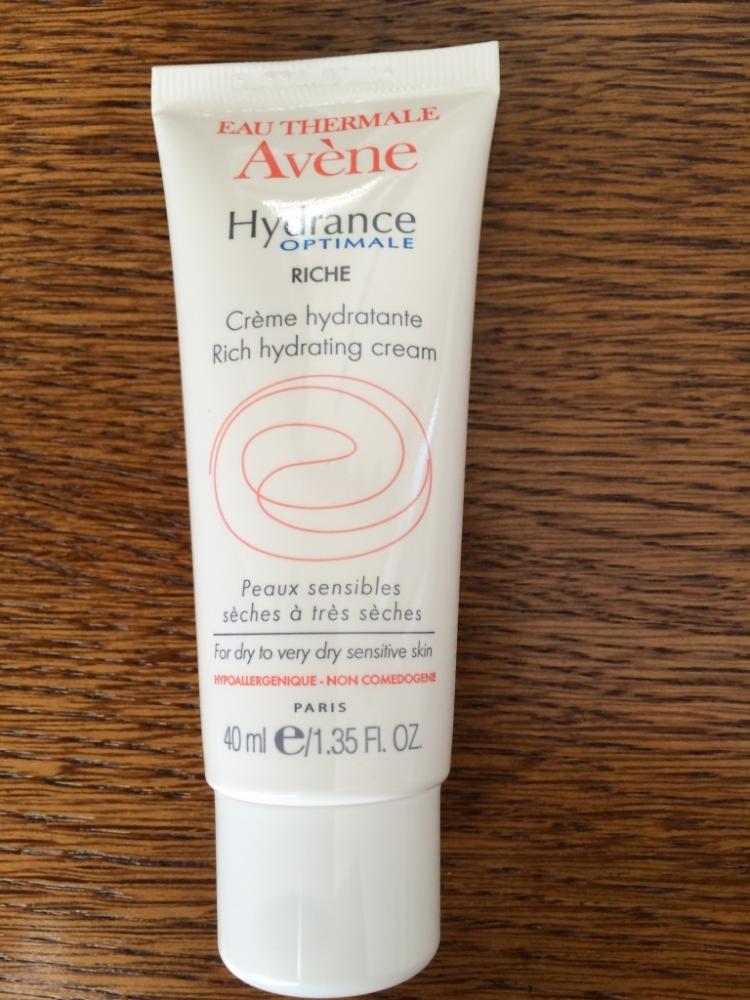 EAU THERMALE
Avène
Hydrance
OPTIMALE
RICHE
Crème hydratante
Rich hydrating cream
Peaux sensibles
sèches à très sèches
For dry to very dry sensitive skin
HYPOALLERGENIQUE - NON COMEDOGENE
PARIS
40 ml e/1.35 Fl. OZ.